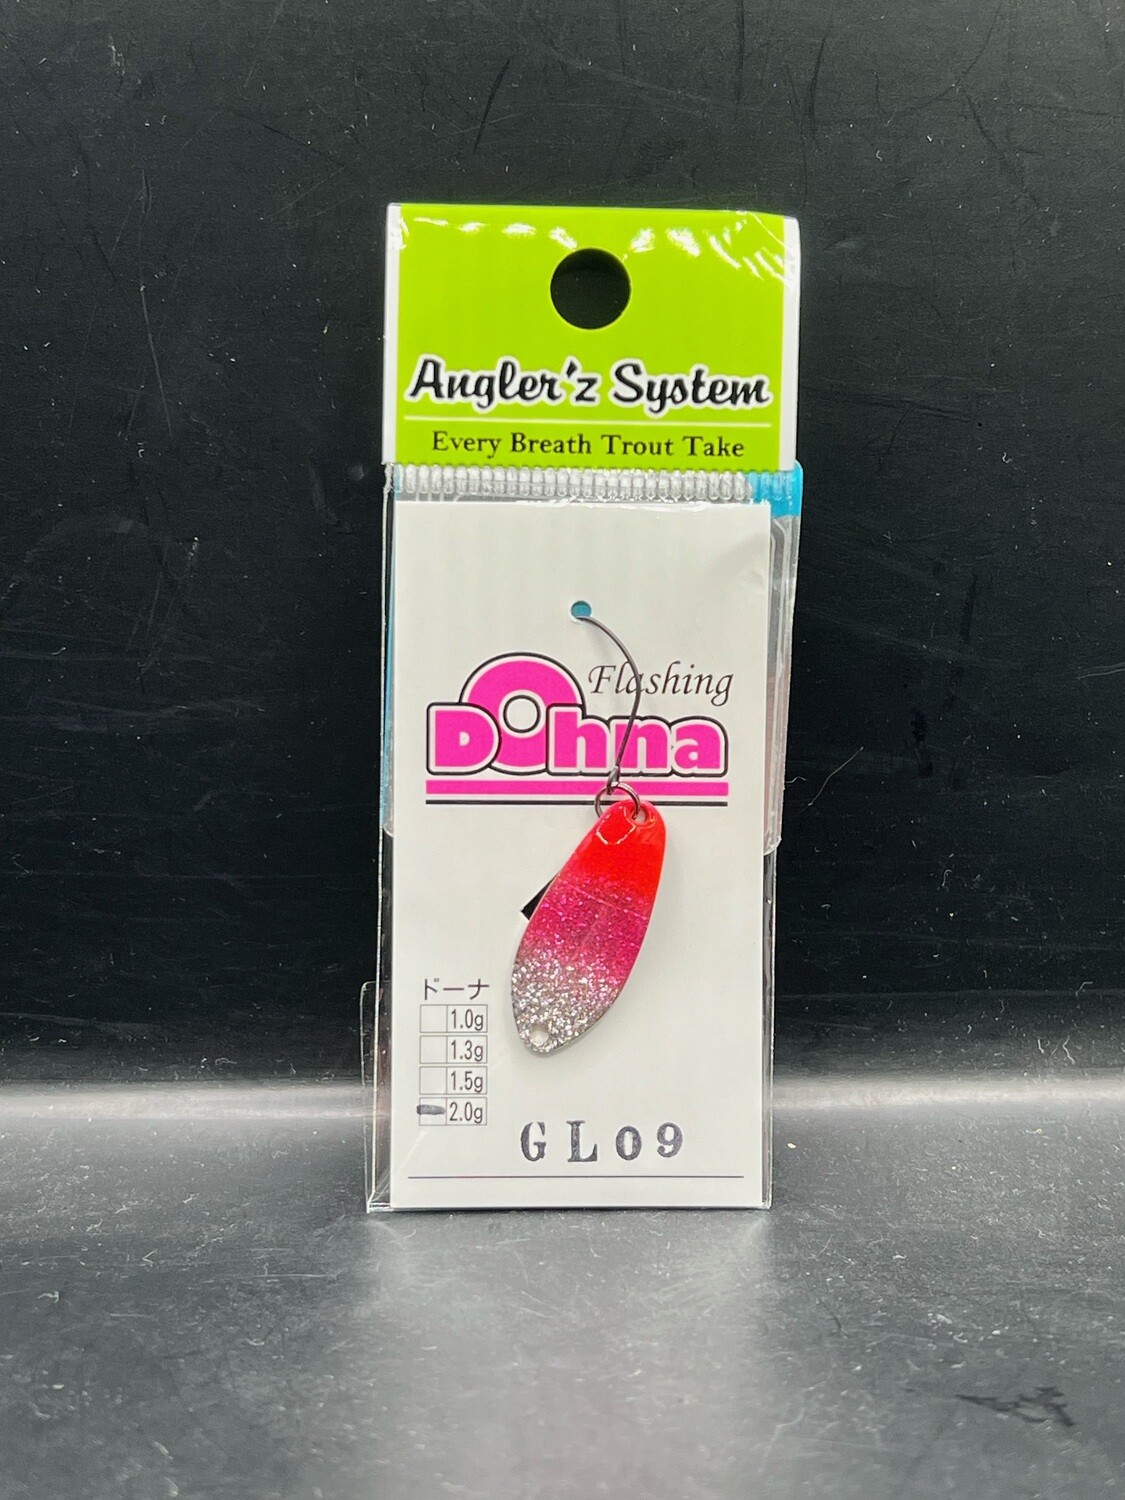 Angler'z System
Every Breath Trout Take
Flashing
Dohna
ドーナ
1.0g
1.3g
1.5g
2.0g
GL09